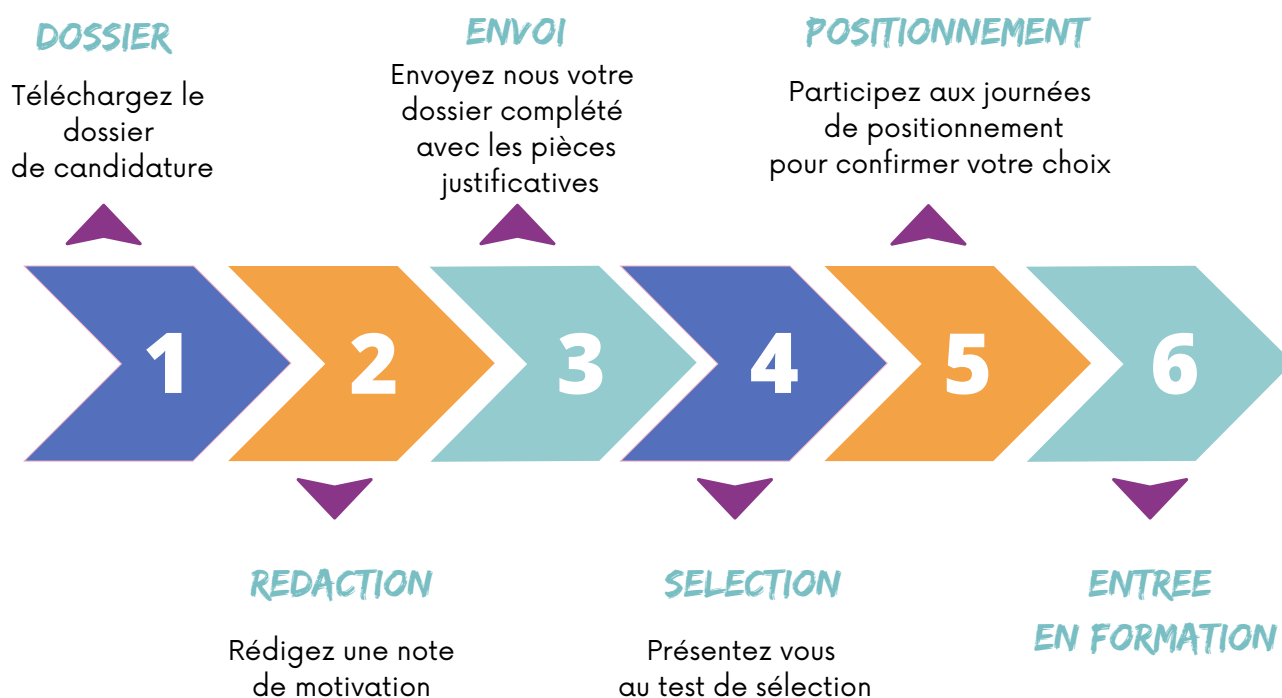 DOSSIER
Téléchargez le
dossier
de candidature
ENVOI
Envoyez nous votre
dossier complété
avec les pièces
justificatives
POSITIONNEMENT
Participez aux journées
de positionnement
pour confirmer votre choix
1
2
3
4
5
6
REDACTION
Rédigez une note
de motivation
SELECTION
Présentez vous
au test de sélection
ENTREE
EN FORMATION